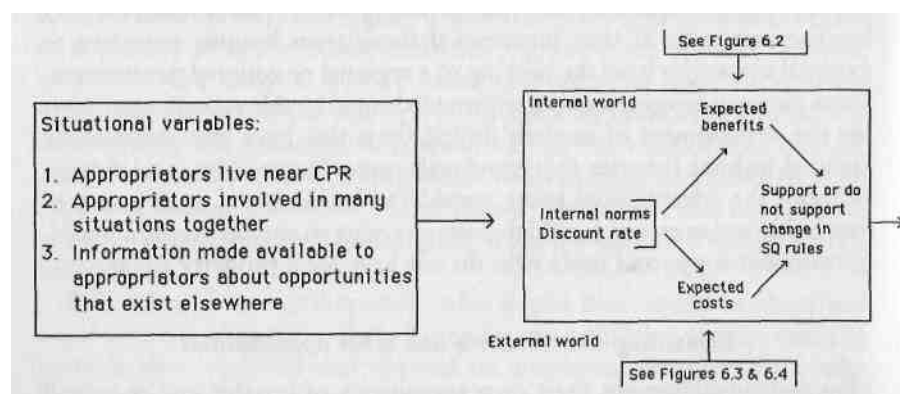 See Figure 6.2
Situational variables:
1. Appropriators live near CPR
2. Appropriators involved in many
situations together
3. Information made available to
appropriators about opportunities
that exist elsewhere
Internal world
Expected
benefits
Internal norms
Discount rate
Support or do
not support
change in
SQ rules
Expected
costs
External world
See Figures 6.3 & 6.4